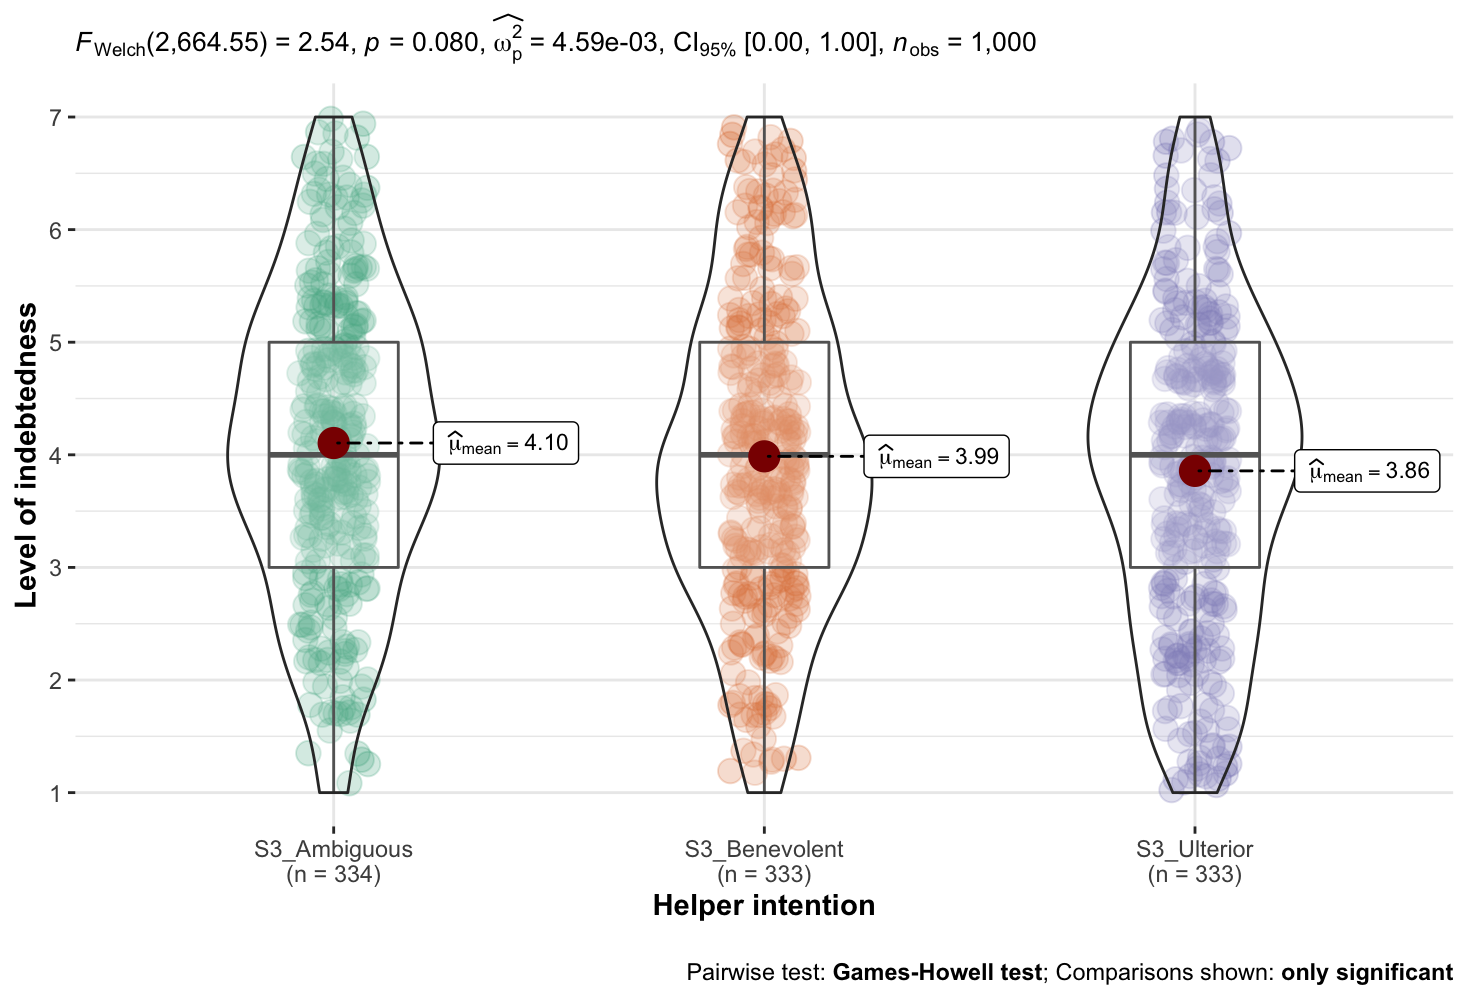 F Welch(2,664.55) = 2.54, p = 0.080, ω̂²p = 4.59e-03, CI95% [0.00, 1.00], nobs = 1,000
7
6
5
4
3
2
1
Level of indebtedness
μ̂mean = 4.10
μ̂mean = 3.99
μ̂mean = 3.86
S3_Ambiguous
(n = 334)
S3_Benevolent
(n = 333)
S3_Ulterior
(n = 333)
Helper intention
Pairwise test: Games-Howell test; Comparisons shown: only significant